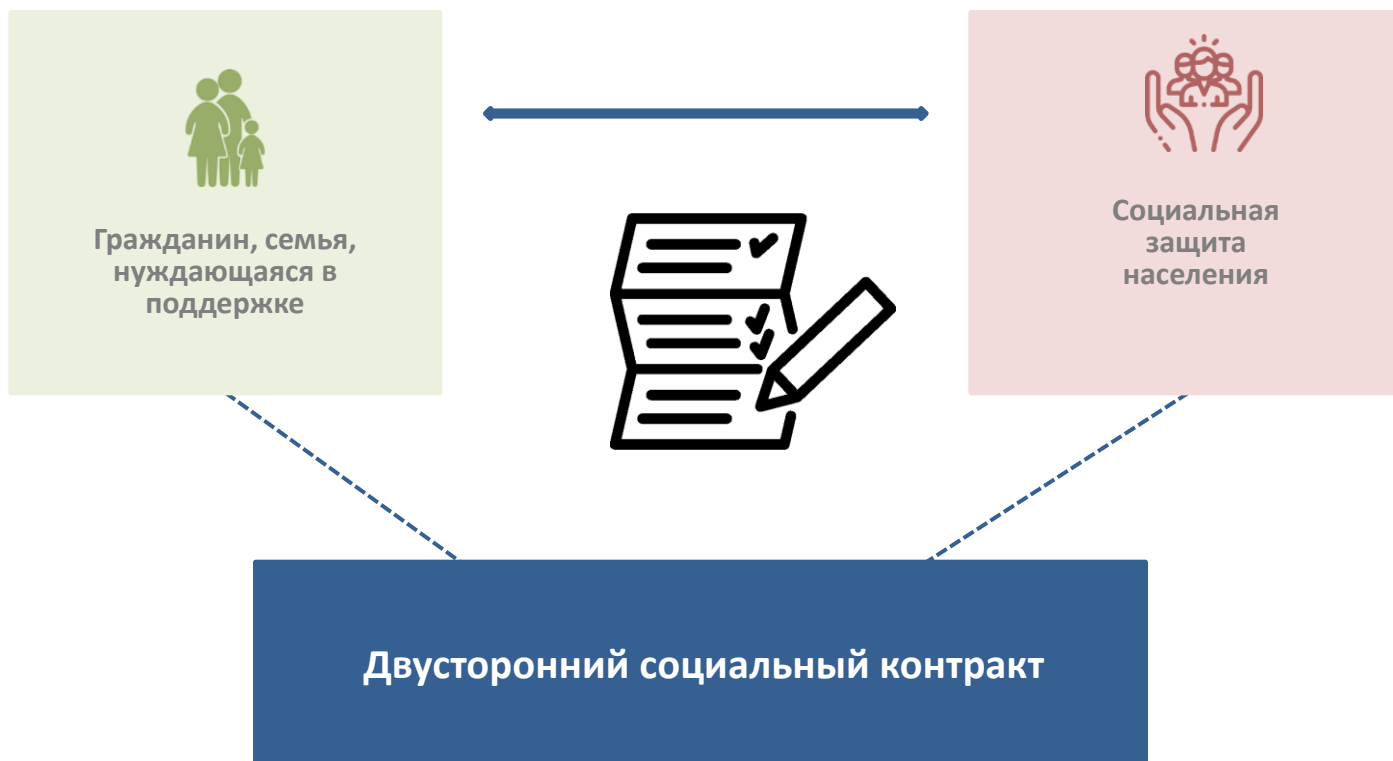 Гражданин, семья,
нуждающаяся в
поддержке
Социальная
защита
населения
Двусторонний социальный контракт